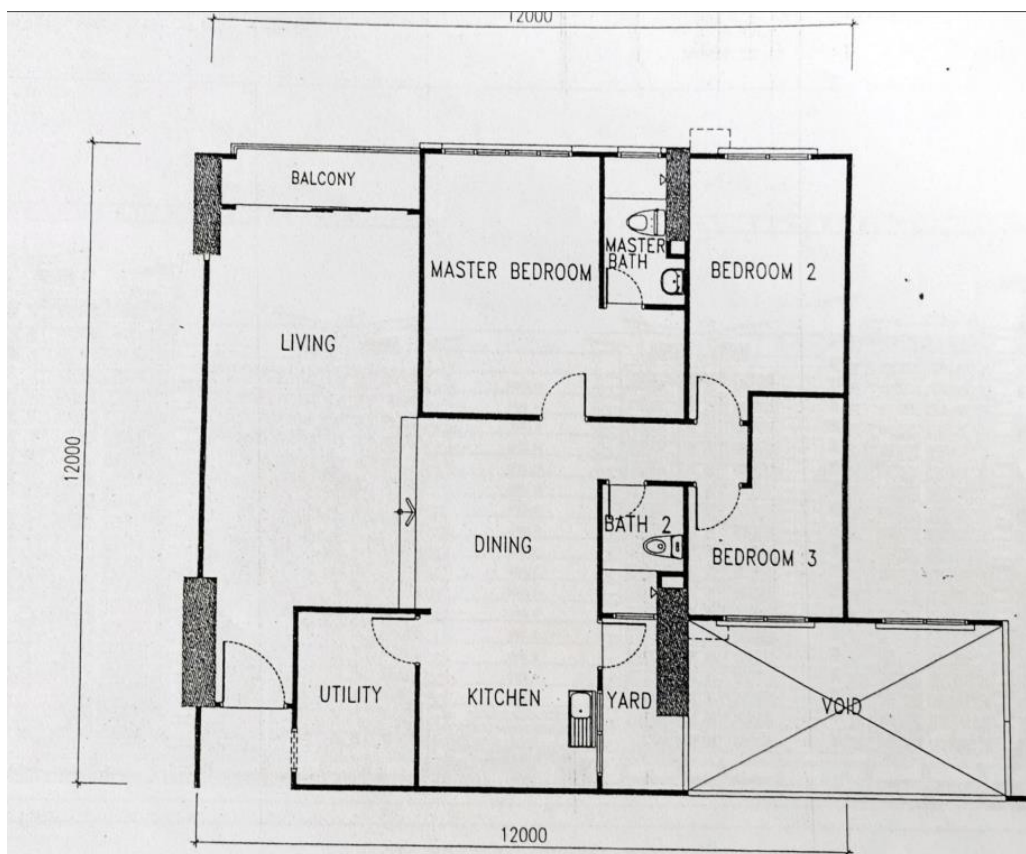 12000
BALCONY
MASTER BEDROOM
MASTER
BATH
BEDROOM 2
LIVING
12000
DINING
BATH 2
BEDROOM 3
UTILITY
KITCHEN
YARD
VOID
12000